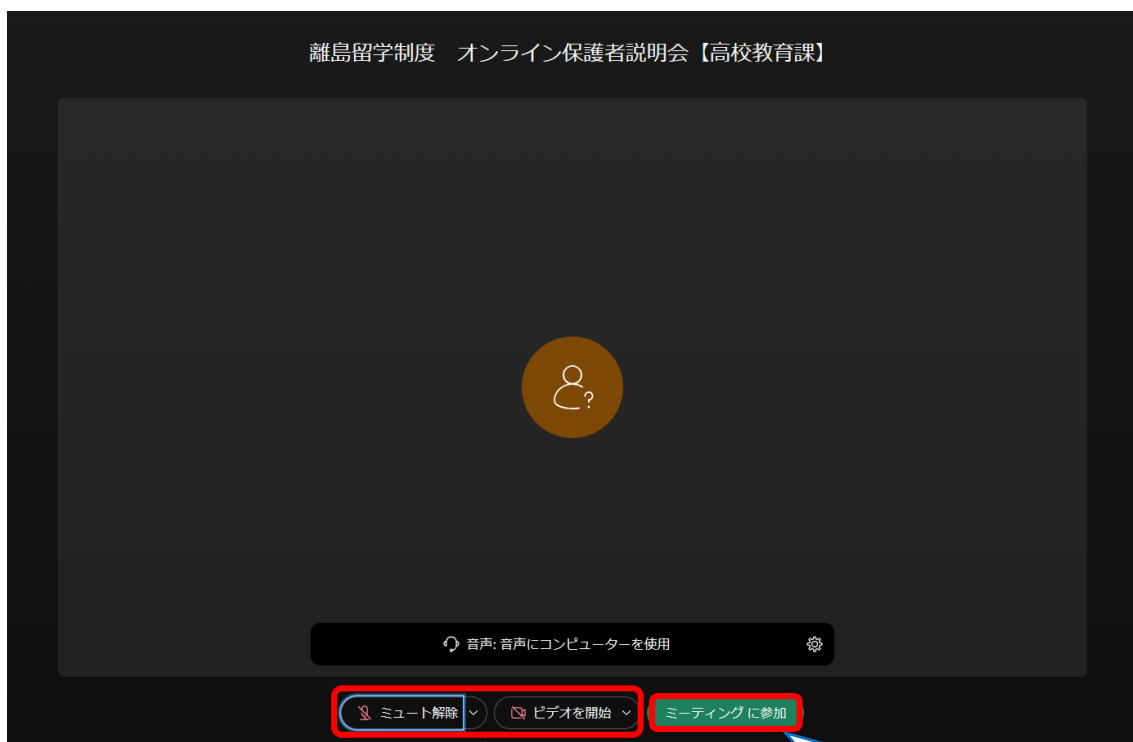 離島留学制度　オンライン保護者説明会【高校教育課】
?
音声: 音声にコンピューターを使用
ミュート解除
ビデオを開始
ミーティング に参加